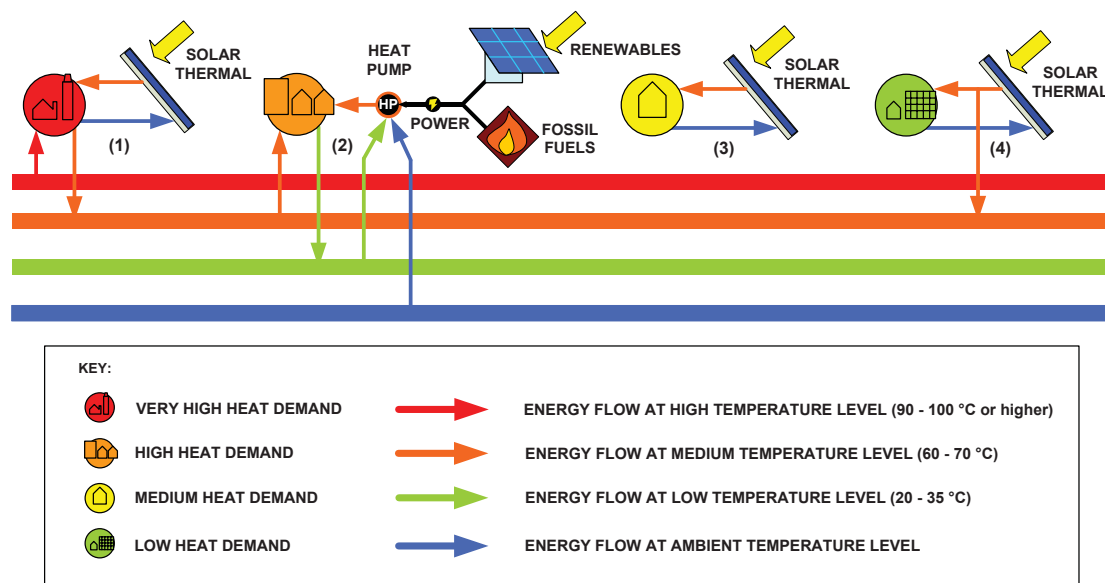 SOLAR
THERMAL
(1)
HEAT
PUMP
HP
(2)
POWER
RENEWABLES
FOSSIL
FUELS
SOLAR
THERMAL
(3)
SOLAR
THERMAL
(4)
KEY:
VERY HIGH HEAT DEMAND
ENERGY FLOW AT HIGH TEMPERATURE LEVEL (90 - 100 °C or higher)
HIGH HEAT DEMAND
ENERGY FLOW AT MEDIUM TEMPERATURE LEVEL (60 - 70 °C)
MEDIUM HEAT DEMAND
ENERGY FLOW AT LOW TEMPERATURE LEVEL (20 - 35 °C)
LOW HEAT DEMAND
ENERGY FLOW AT AMBIENT TEMPERATURE LEVEL